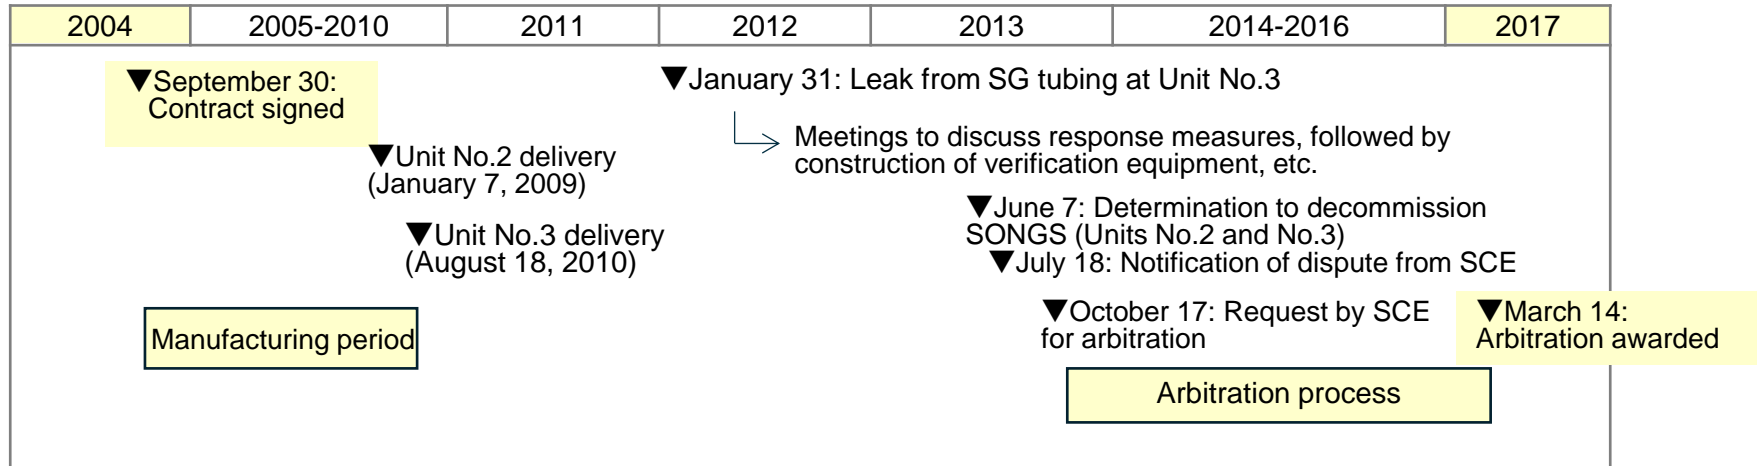 2004 2005-2010 2011 2012 2013 2014-2016 2017
▼September 30:
Contract signed
▼Unit No.2 delivery
(January 7, 2009)
▼Unit No.3 delivery
(August 18, 2010)
Manufacturing period
▼January 31: Leak from SG tubing at Unit No.3
Meetings to discuss response measures, followed by
construction of verification equipment, etc.
▼June 7: Determination to decommission
SONGS (Units No.2 and No.3)
▼July 18: Notification of dispute from SCE
▼October 17: Request by SCE
for arbitration
▼March 14:
Arbitration awarded
Arbitration process